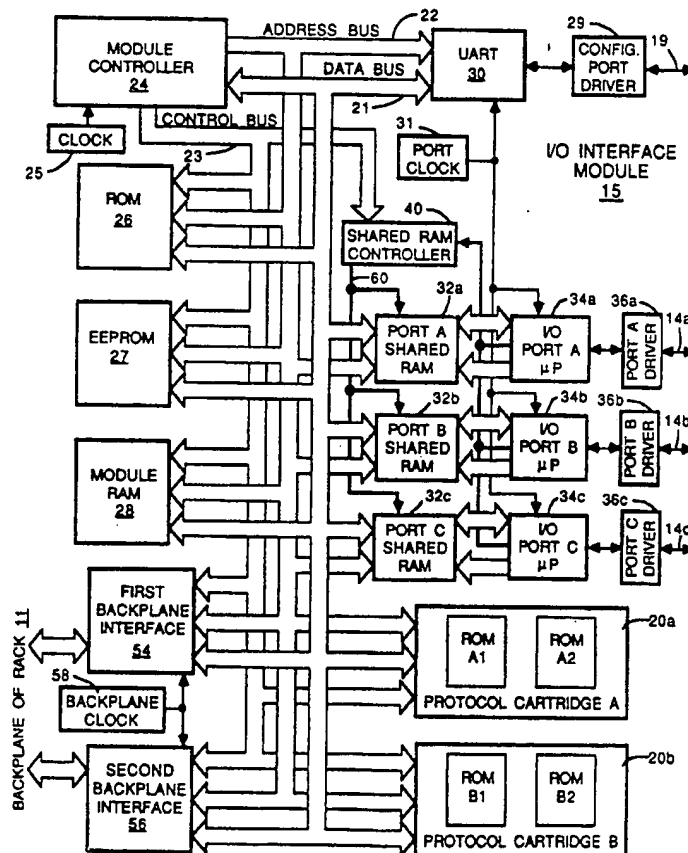 ADDRESS BUS
22
MODULE
CONTROLLER
24
DATA BUS
21
UART
30
29
CONFIG.
PORT
DRIVER
19
CONTROL BUS
23
CLOCK
25
31
PORT
CLOCK
I/O INTERFACE
MODULE
15
ROM
26
40
SHARED RAM
CONTROLLER
60
32a
34a
36a
14a
EEPROM
27
PORT A
SHARED
RAM
I/O
PORT A
µP
PORT A
DRIVER
32b
34b
36b
14b
PORT B
SHARED
RAM
I/O
PORT B
µP
PORT B
DRIVER
MODULE
RAM
28
32c
34c
36c
14c
PORT C
SHARED
RAM
I/O
PORT C
µP
PORT C
DRIVER
BACKPLANE OF RACK 11
FIRST
BACKPLANE
INTERFACE
54
20a
ROM
A1
ROM
A2
PROTOCOL CARTRIDGE A
58
BACKPLANE
CLOCK
SECOND
BACKPLANE
INTERFACE
56
20b
ROM
B1
ROM
B2
PROTOCOL CARTRIDGE B